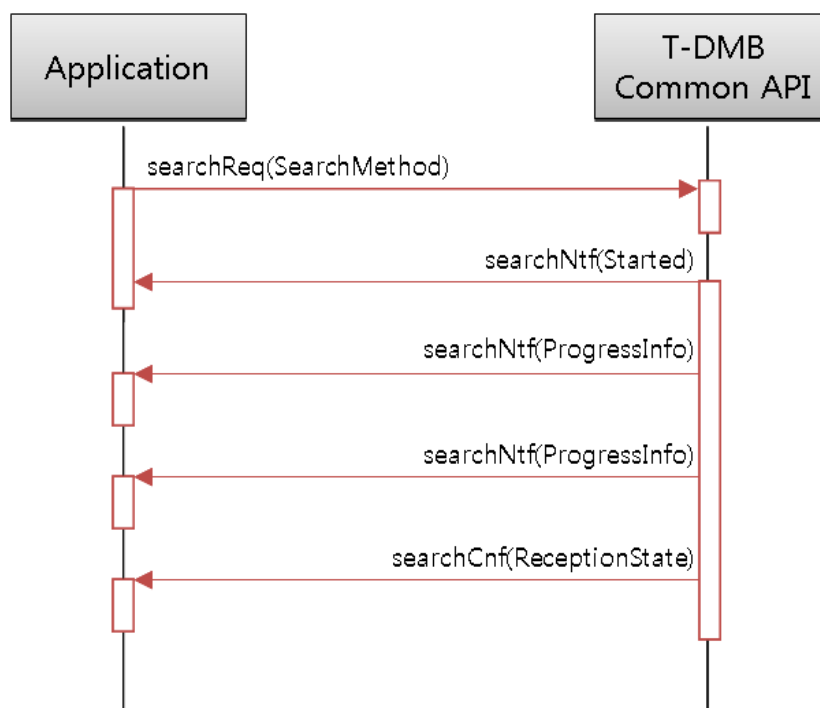 Application
T-DMB
Common API
searchReq(SearchMethod)
searchNtf(Started)
searchNtf(ProgressInfo)
searchNtf(ProgressInfo)
searchCnf(ReceptionState)